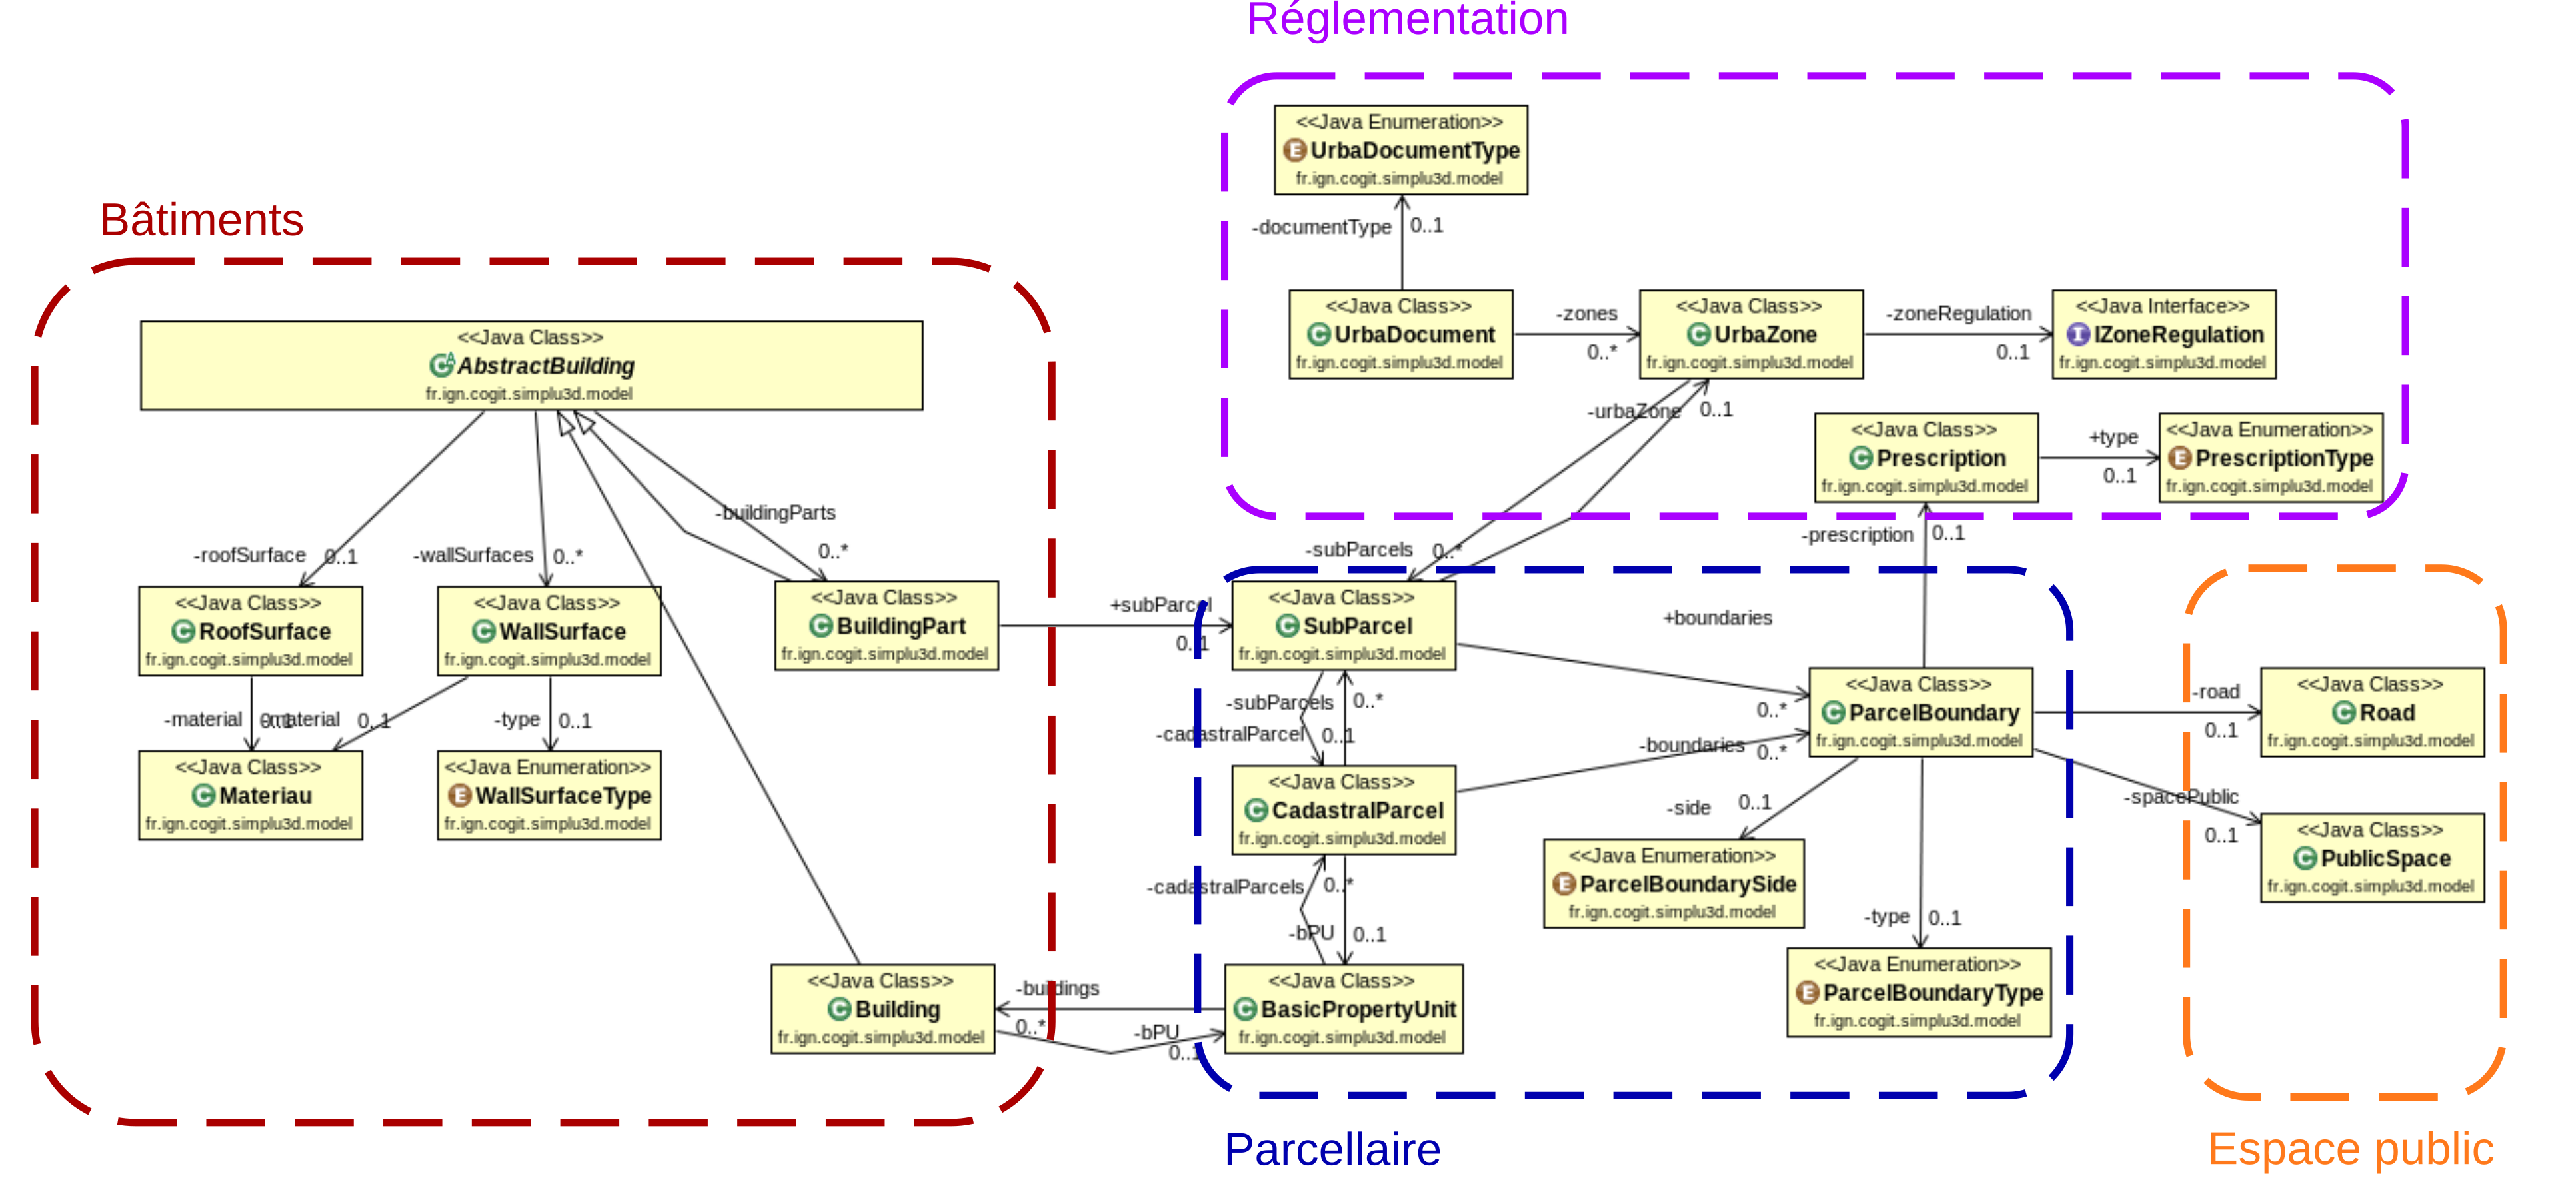 Réglementation
<<Java Enumeration>>
UrbaDocumentType
fr.ign.cogit.simplu3d.model
-documentType
0..1
<<Java Class>>
UrbaDocument
fr.ign.cogit.simplu3d.model
-zones
0..*
<<Java Class>>
UrbaZone
fr.ign.cogit.simplu3d.model
-zoneRegulation
0..1
<<Java Interface>>
IZoneRegulation
fr.ign.cogit.simplu3d.model
-urbaZone
0..1
<<Java Class>>
Prescription
fr.ign.cogit.simplu3d.model
+type
0..1
<<Java Enumeration>>
PrescriptionType
fr.ign.cogit.simplu3d.model
-prescription
0..1
-subParcels
0..*
Bâtiments
<<Java Class>>
AbstractBuilding
fr.ign.cogit.simplu3d.model
-buildingParts
0..*
-roofSurface
0..1
-wallSurfaces
0..*
<<Java Class>>
RoofSurface
fr.ign.cogit.simplu3d.model
<<Java Class>>
WallSurface
fr.ign.cogit.simplu3d.model
<<Java Class>>
BuildingPart
fr.ign.cogit.simplu3d.model
+subParcel
0..1
-material
0..1
-material
0..1
-type
0..1
<<Java Class>>
Materiau
fr.ign.cogit.simplu3d.model
<<Java Enumeration>>
WallSurfaceType
fr.ign.cogit.simplu3d.model
<<Java Class>>
Building
fr.ign.cogit.simplu3d.model
-buildings
0..*
-bPU
0..1
<<Java Class>>
SubParcel
fr.ign.cogit.simplu3d.model
+boundaries
0..*
-subParcels
0..*
-cadastralParcel
0..1
<<Java Class>>
CadastralParcel
fr.ign.cogit.simplu3d.model
-boundaries
0..*
-cadastralParcels
0..*
-bPU
0..1
<<Java Class>>
BasicPropertyUnit
fr.ign.cogit.simplu3d.model
<<Java Class>>
ParcelBoundary
fr.ign.cogit.simplu3d.model
-side
0..1
<<Java Enumeration>>
ParcelBoundarySide
fr.ign.cogit.simplu3d.model
-type
0..1
<<Java Enumeration>>
ParcelBoundaryType
fr.ign.cogit.simplu3d.model
-road
0..1
<<Java Class>>
Road
fr.ign.cogit.simplu3d.model
-spacePublic
0..1
<<Java Class>>
PublicSpace
fr.ign.cogit.simplu3d.model
Parcellaire
Espace public